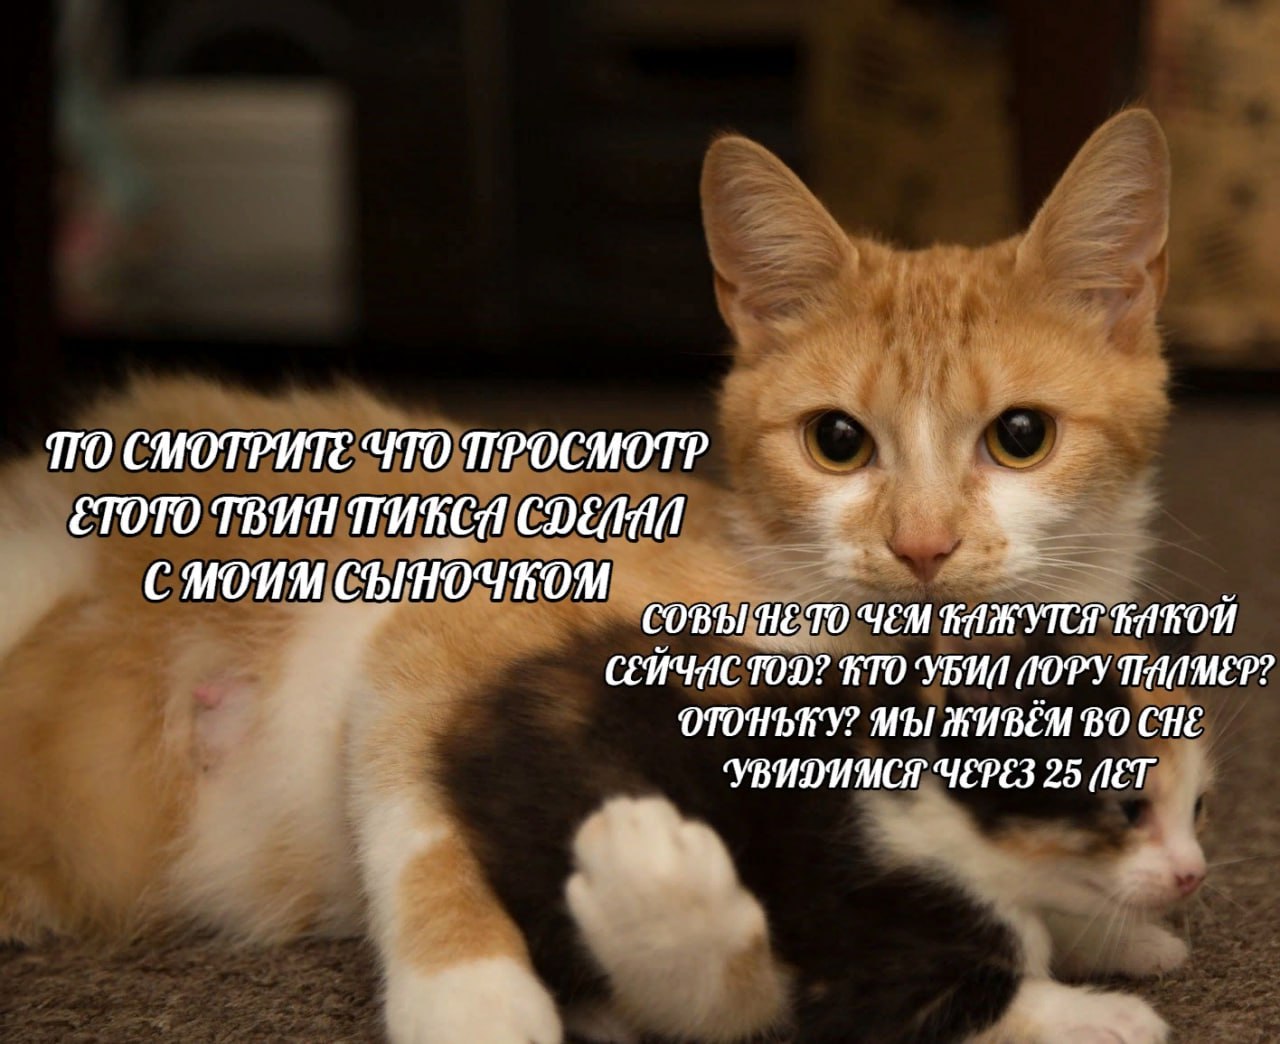 ПО СМОТРИТЕ ЧТО ПРОСМОТР
ЕТОГО ТВИН ПИКСА СДЕЛАЛ
С МОИМ СЫНОЧКОМ
СОВЫ НЕ ТО ЧЕМ КАЖУТСЯ КАКОЙ
СЕЙЧАС ГОД? КТО УБИЛ ЛОРУ ПАЛМЕР?
ОГОНЬКУ? МЫ ЖИВЁМ ВО СНЕ
УВИДИМСЯ ЧЕРЕЗ 25 ЛЕТ